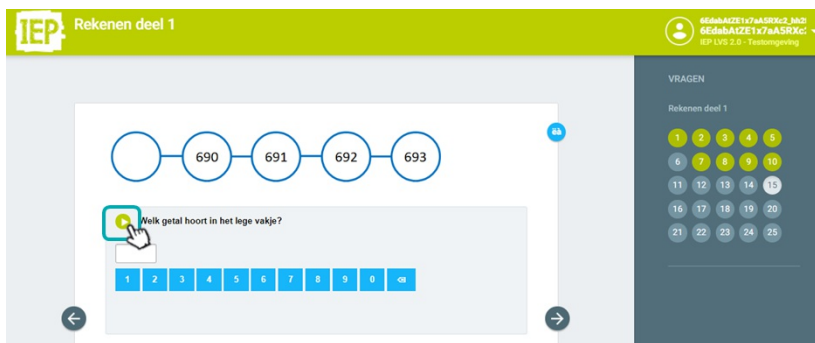 IEP Rekenen deel 1
6EdabAtZE1x7aASRXc2_hh2
6EdabAtZE1x7aASRXc
IEP LVS 2.0 - Testomgeving
VRAGEN
Rekenen deel 1
1 2 3 4 5
6 7 8 9 10
11 12 13 14 15
16 17 18 19 20
21 22 23 24 25
690 691 692 693
Welk getal hoort in het lege vakje?
1 2 3 4 5 6 7 8 9 0